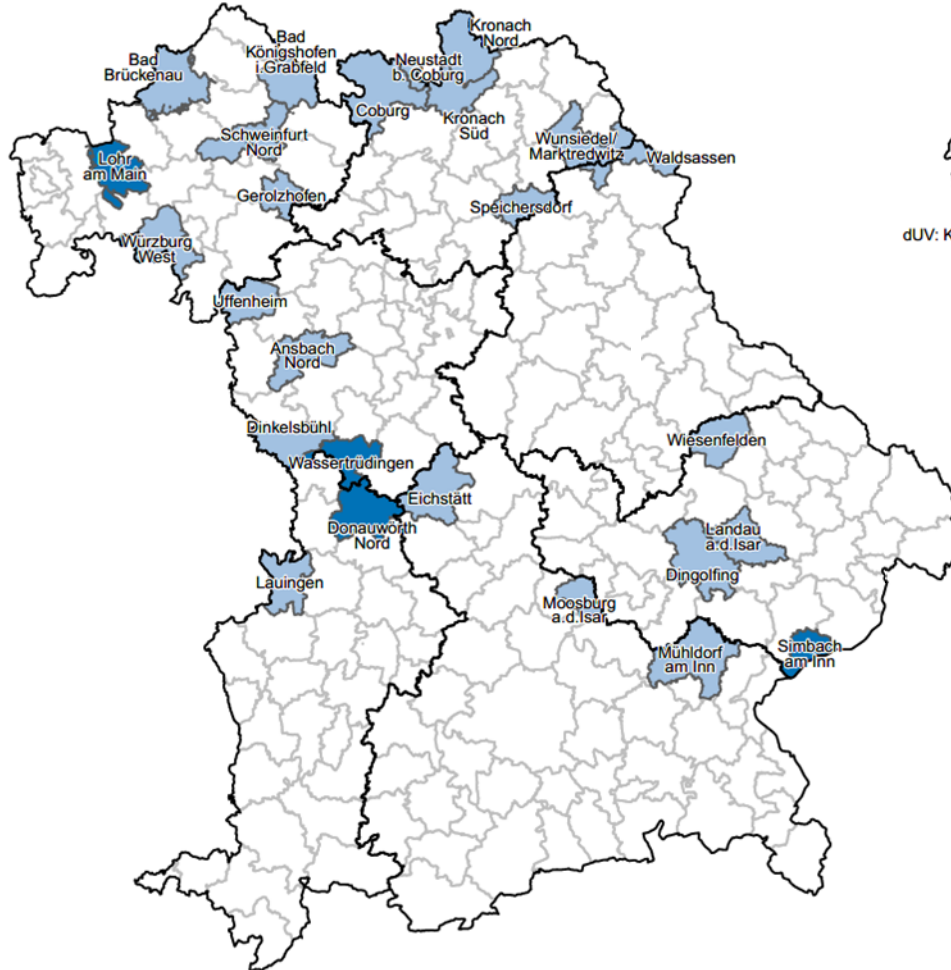 Kronach
Nord
Bad
Königshofen
i.Grabfeld
Neustadt
b. Coburg
Bad
Brückenau
Coburg
Kronach
Süd
Schweinfurt
Nord
Wunsiedel/
Marktredwitz
Waldsassen
Lohr
am Main
Gerolzhofen
Speichersdorf
Würzburg
West
dUV: K
Uffenheim
Ansbach
Nord
Dinkelsbühl
Wiesenfelden
Wassertrüdingen
Eichstätt
Donauwörth
Nord
Landau
a.d.Isar
Dingolfing
Lauingen
Moosburg
a.d.Isar
Mühldorf
am Inn
Simbach
am Inn